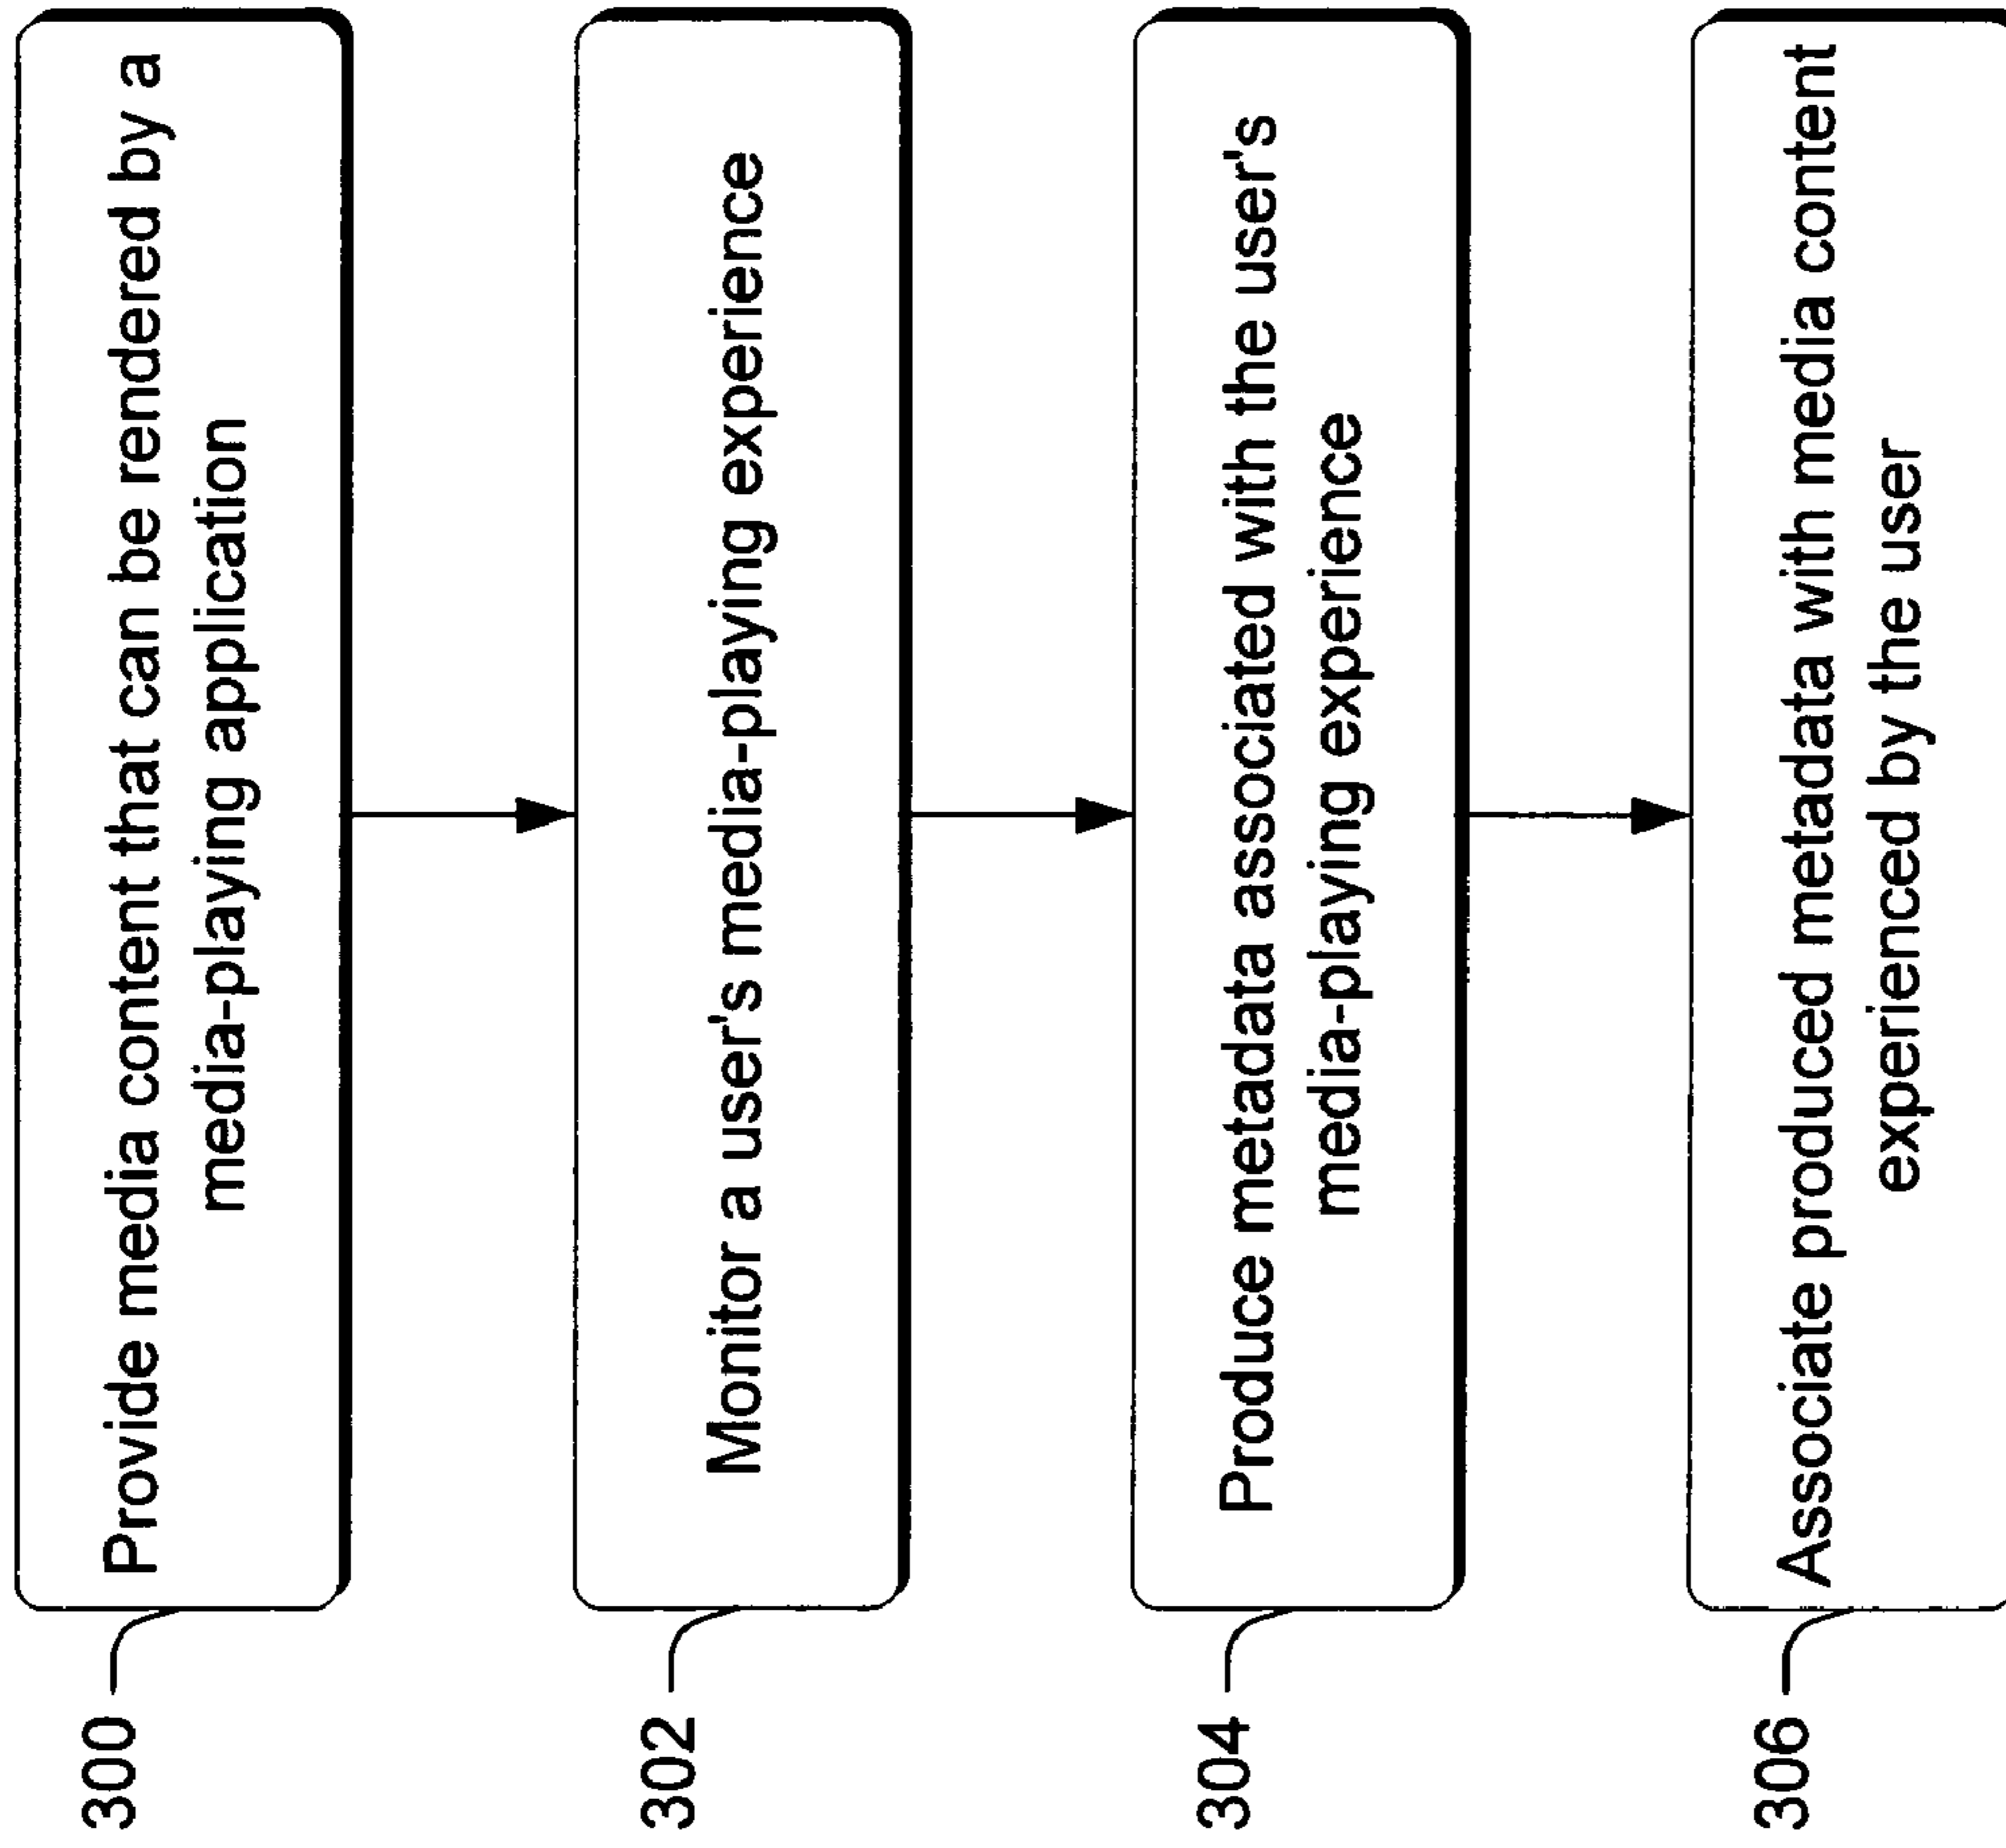 300
Provide media content that can be rendered by a
media-playing application
302
Monitor a user's media-playing experience
304
Produce metadata associated with the user's
media-playing experience
306
Associate produced metadata with media content
experienced by the user